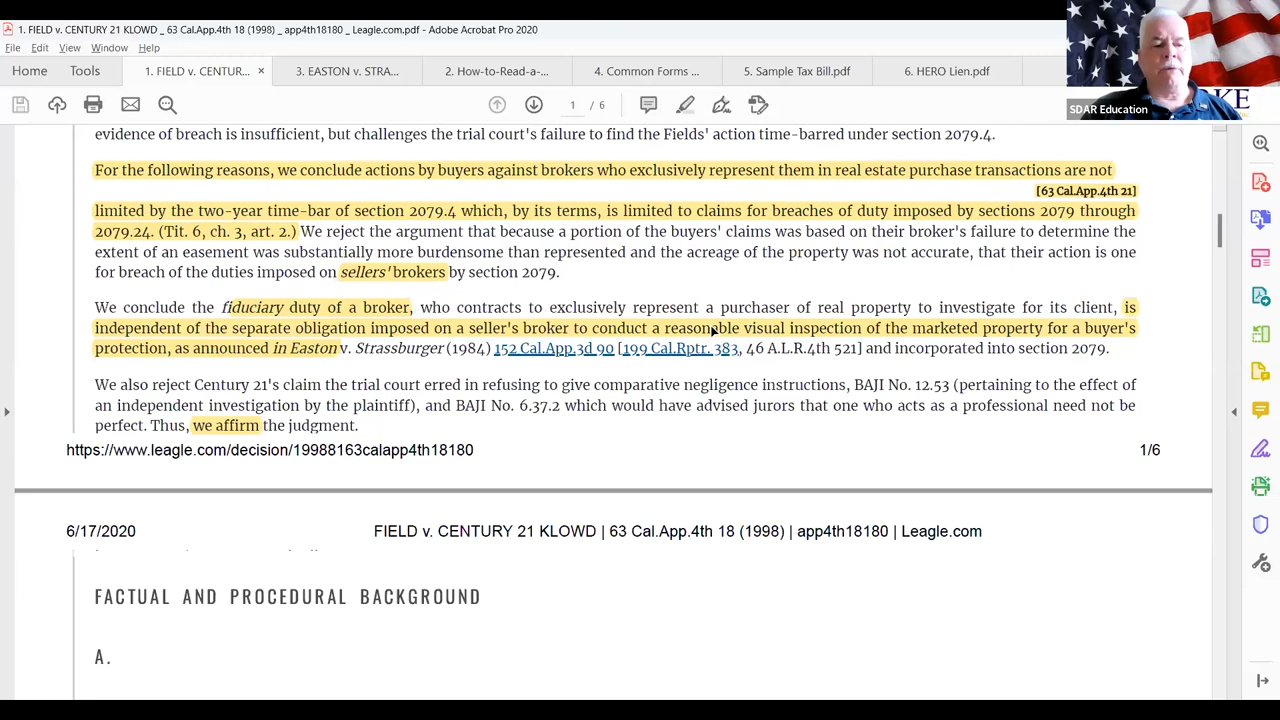 1. FIELD v. CENTURY 21 KLOWD _ 63 Cal.App.4th 18 (1998) _ app4th18180 _ Leagle.com.pdf - Adobe Acrobat Pro 2020
File Edit View Window Help
Home Tools 1. FIELD v. CENTUR... × 3. EASTON v. STRA... 2. How-to-Read-a-... 4. Common Forms ... 5. Sample Tax Bill.pdf 6. HERO Lien.pdf
1 / 6
SDAR Education
evidence of breach is insufficient, but challenges the trial court's failure to find the Fields' action time-barred under section 2079.4.
For the following reasons, we conclude actions by buyers against brokers who exclusively represent them in real estate purchase transactions are not
[63 Cal.App.4th 21]
limited by the two-year time-bar of section 2079.4 which, by its terms, is limited to claims for breaches of duty imposed by sections 2079 through
2079.24. (Tit. 6, ch. 3, art. 2.) We reject the argument that because a portion of the buyers' claims was based on their broker's failure to determine the
extent of an easement was substantially more burdensome than represented and the acreage of the property was not accurate, that their action is one
for breach of the duties imposed on sellers' brokers by section 2079.
We conclude the fiduciary duty of a broker, who contracts to exclusively represent a purchaser of real property to investigate for its client, is
independent of the separate obligation imposed on a seller's broker to conduct a reasonable visual inspection of the marketed property for a buyer's
protection, as announced in Easton v. Strassburger (1984) 152 Cal.App.3d 90 [199 Cal.Rptr. 383, 46 A.L.R.4th 521] and incorporated into section 2079.
We also reject Century 21's claim the trial court erred in refusing to give comparative negligence instructions, BAJI No. 12.53 (pertaining to the effect of
an independent investigation by the plaintiff), and BAJI No. 6.37.2 which would have advised jurors that one who acts as a professional need not be
perfect. Thus, we affirm the judgment.
https://www.leagle.com/decision/19988163calapp4th18180 1/6
6/17/2020 FIELD v. CENTURY 21 KLOWD | 63 Cal.App.4th 18 (1998) | app4th18180 | Leagle.com
FACTUAL AND PROCEDURAL BACKGROUND
A.